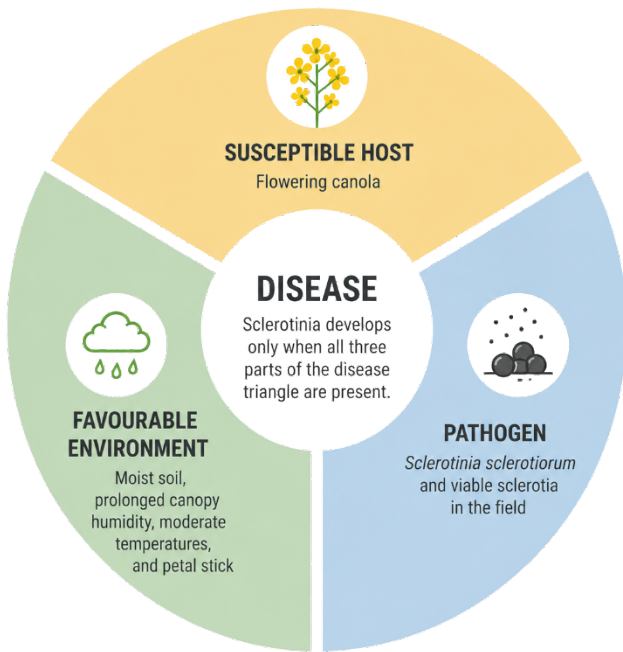 SUSCEPTIBLE HOST
Flowering canola
DISEASE
Sclerotinia develops
only when all three
parts of the disease
triangle are present.
FAVOURABLE
ENVIRONMENT
Moist soil,
prolonged canopy
humidity, moderate
temperatures,
and petal stick
PATHOGEN
Sclerotinia sclerotiorum
and viable sclerotia
in the field